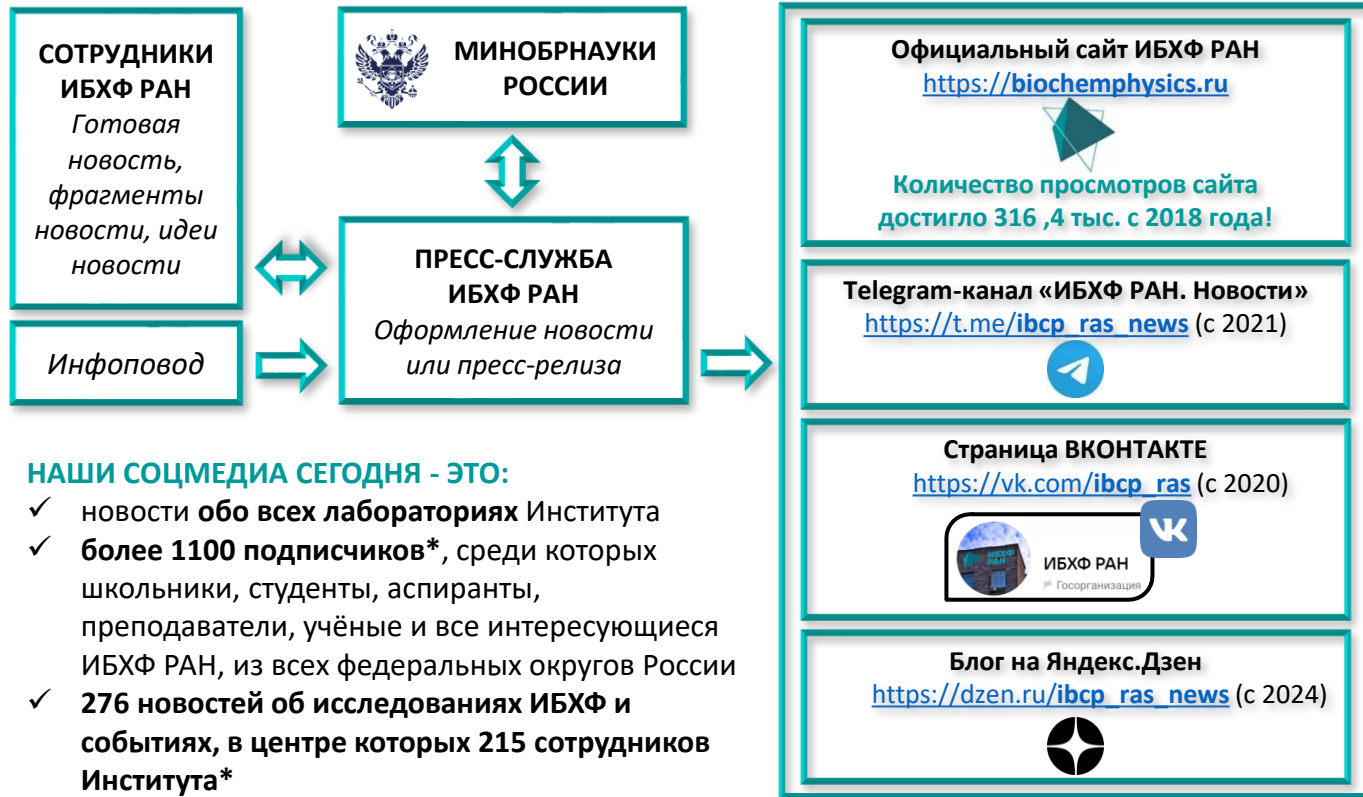 СОТРУДНИКИ
ИБХФ РАН
Готовая
новость,
фрагменты
новости, идеи
новости
Инфоповод
МИНОБРНАУКИ
РОССИИ
ПРЕСС-СЛУЖБА
ИБХФ РАН
Оформление новости
или пресс-релиза
Официальный сайт ИБХФ РАН
https://biochemphysics.ru
Количество просмотров сайта
достигло 316 ,4 тыс. с 2018 года!
Telegram-канал «ИБХФ РАН. Новости»
https://t.me/ibcp_ras_news (с 2021)
Страница ВКОНТАКТЕ
https://vk.com/ibcp_ras (с 2020)
ИБХФ
РАН
ИБХФ РАН
Госорганизация
Блог на Яндекс.Дзен
https://dzen.ru/ibcp_ras_news (с 2024)
НАШИ СОЦМЕДИА СЕГОДНЯ - ЭТО:
✓ новости обо всех лабораториях Института
✓ более 1100 подписчиков*, среди которых
школьники, студенты, аспиранты,
преподаватели, учёные и все интересующиеся
ИБХФ РАН, из всех федеральных округов России
✓ 276 новостей об исследованиях ИБХФ и
событиях, в центре которых 215 сотрудников
Института*